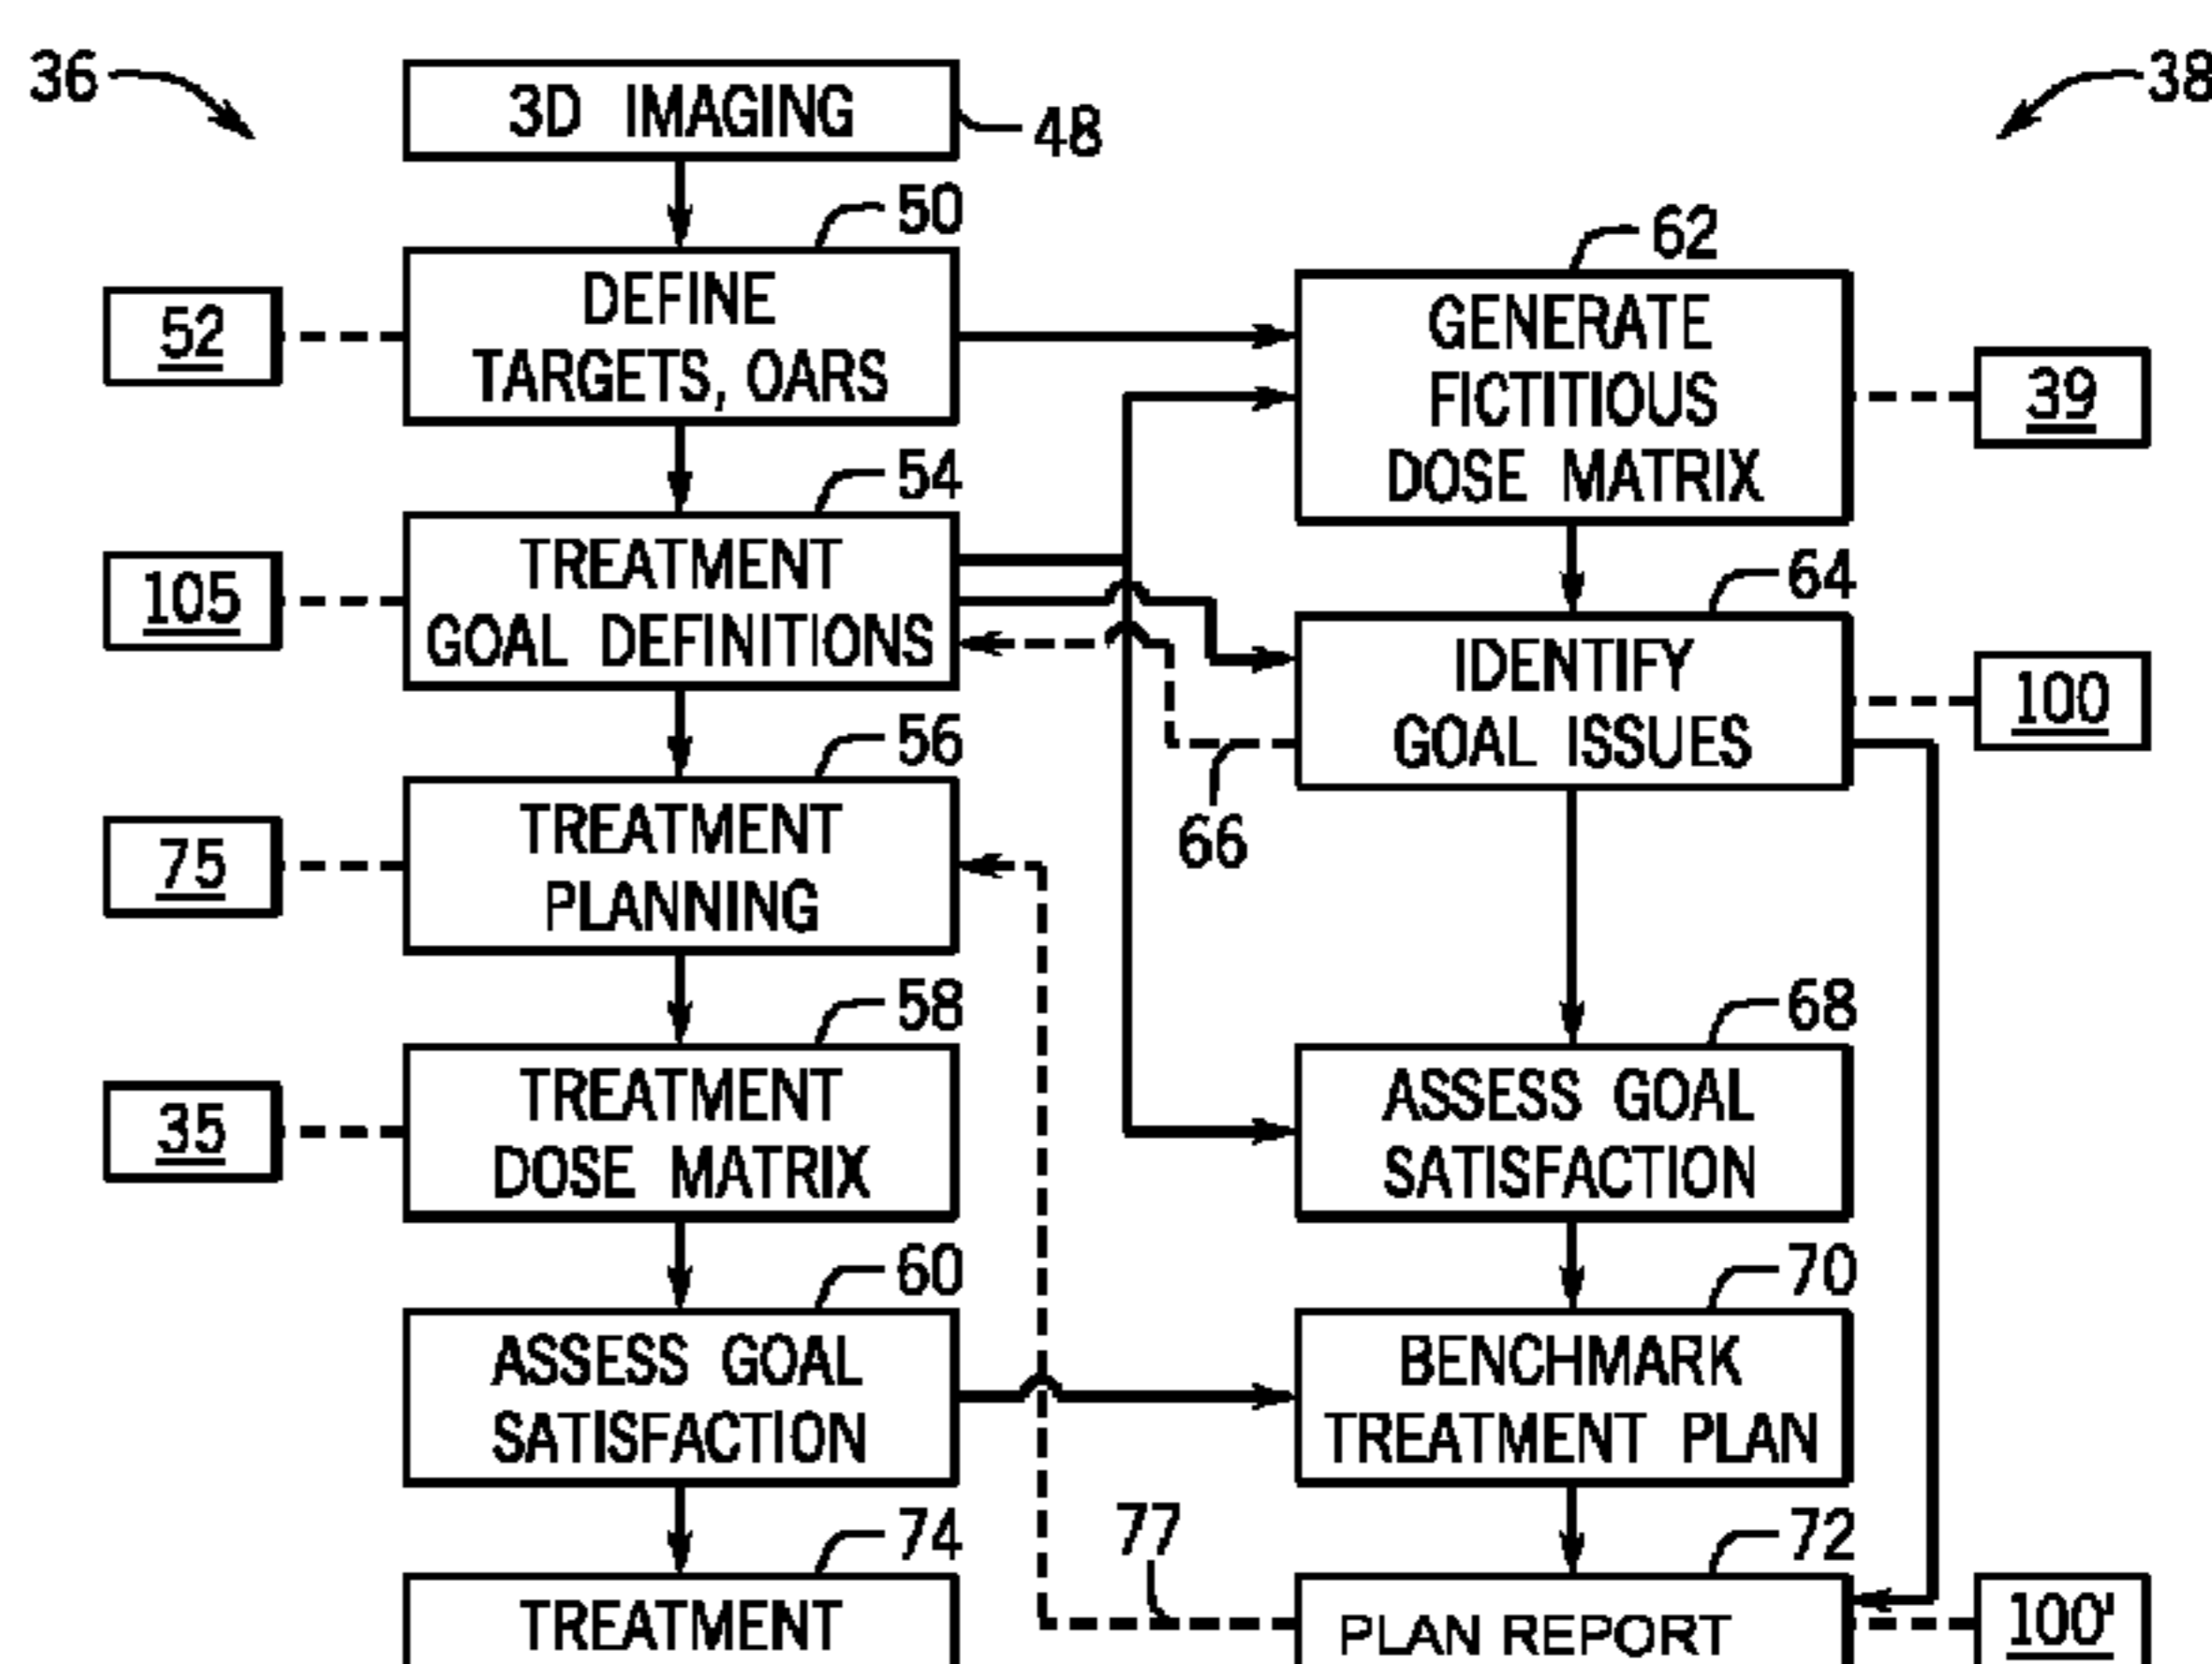 36
3D IMAGING
48
38
50
DEFINE
TARGETS, OARS
52
62
GENERATE
FICTITIOUS
DOSE MATRIX
39
54
TREATMENT
GOAL DEFINITIONS
105
64
IDENTIFY
GOAL ISSUES
100
66
56
TREATMENT
PLANNING
75
58
TREATMENT
DOSE MATRIX
35
68
ASSESS GOAL
SATISFACTION
60
ASSESS GOAL
SATISFACTION
70
BENCHMARK
TREATMENT PLAN
74
TREATMENT
77
72
PLAN REPORT
100'